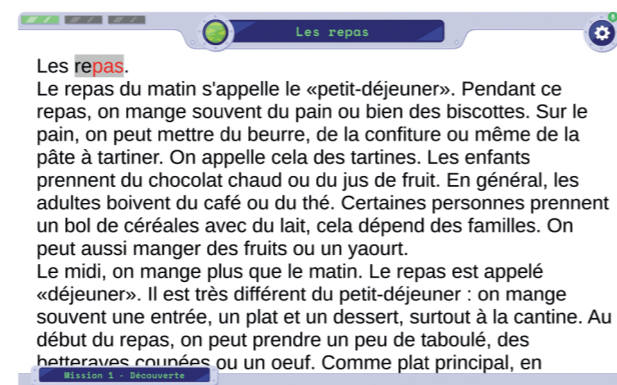 Les repas
Les repas.
Le repas du matin s'appelle le «petit-déjeuner». Pendant ce
repas, on mange souvent du pain ou bien des biscottes. Sur le
pain, on peut mettre du beurre, de la confiture ou même de la
pâte à tartiner. On appelle cela des tartines. Les enfants
prennent du chocolat chaud ou du jus de fruit. En général, les
adultes boivent du café ou du thé. Certaines personnes prennent
un bol de céréales avec du lait, cela dépend des familles. On
peut aussi manger des fruits ou un yaourt.
Le midi, on mange plus que le matin. Le repas est appelé
«déjeuner». Il est très différent du petit-déjeuner : on mange
souvent une entrée, un plat et un dessert, surtout à la cantine. Au
début du repas, on peut prendre un peu de taboulé, des
betteraves coupées ou un oeuf. Comme plat principal, en
Mission 1 - Découverte